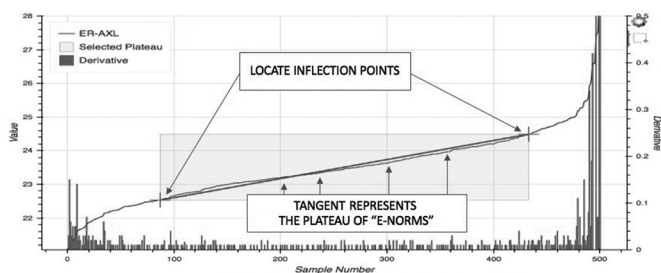 28
27
26
25
24
23
22
0.5
0.4
0.3
0.2
0.1
0
ER-AXL
Selected Plateau
Derivative
LOCATE INFLECTION POINTS
TANGENT REPRESENTS
THE PLATEAU OF “E-NORMS”
Value
Derivative
0
100
200
300
400
500
Sample Number